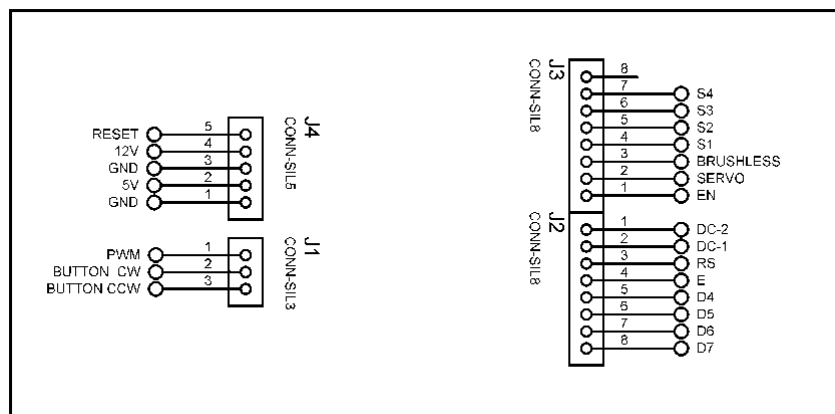 RESET 5
12V 4
GND 3
5V 2
GND 1
J4
CONN-SIL5
PWM 1
BUTTON CW 2
BUTTON CCW 3
J1
CONN-SIL3
J3
CONN-SIL8
8
7 S4
6 S3
5 S2
4 S1
3 BRUSHLESS
2 SERVO
1 EN
J2
CONN-SIL8
1 DC-2
2 DC-1
3 RS
4 E
5 D4
6 D5
7 D6
8 D7